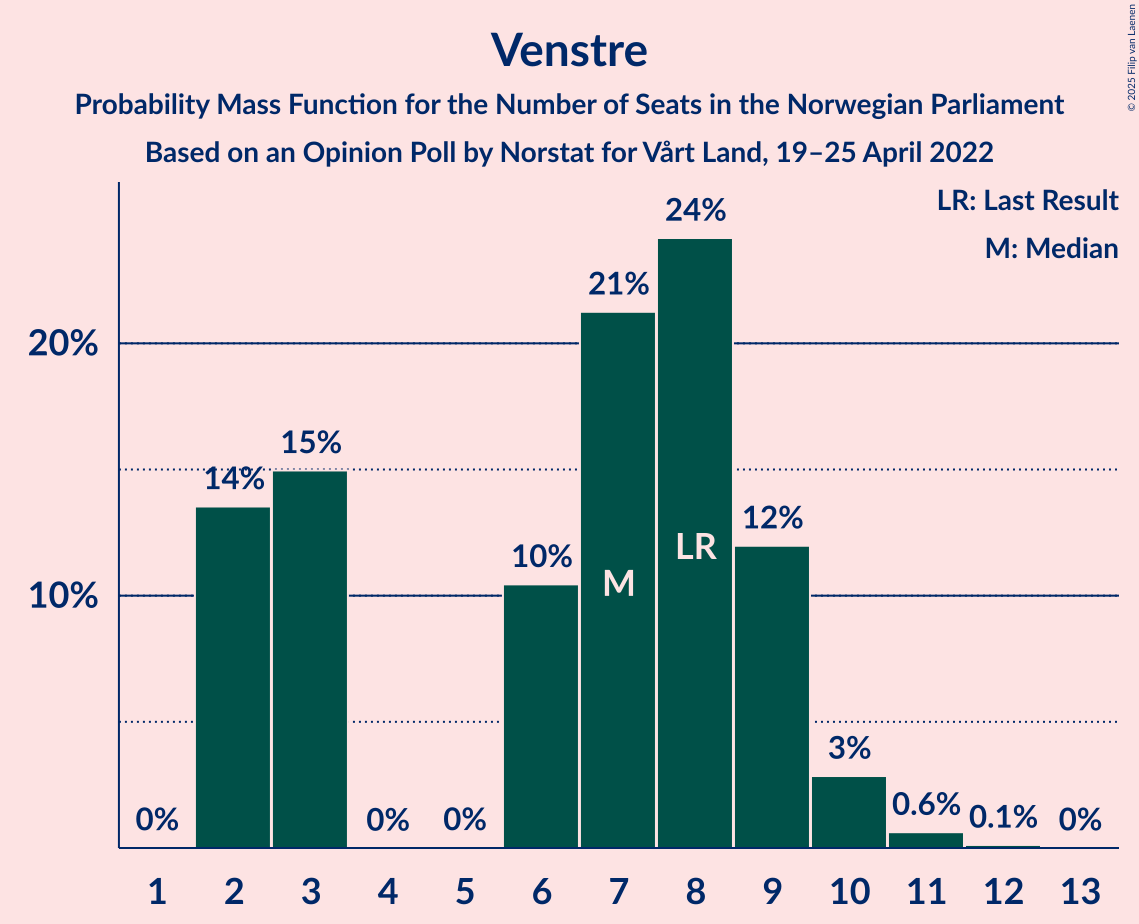 Venstre
Probability Mass Function for the Number of Seats in the Norwegian Parliament
Based on an Opinion Poll by Norstat for Vårt Land, 19–25 April 2022
© 2025 Filip van Laenen
LR: Last Result
M: Median
20%
10%
0%
14%
15%
0%
0%
10%
21%
24%
12%
3%
0.6%
0.1%
0%
M
LR
1 2 3 4 5 6 7 8 9 10 11 12 13